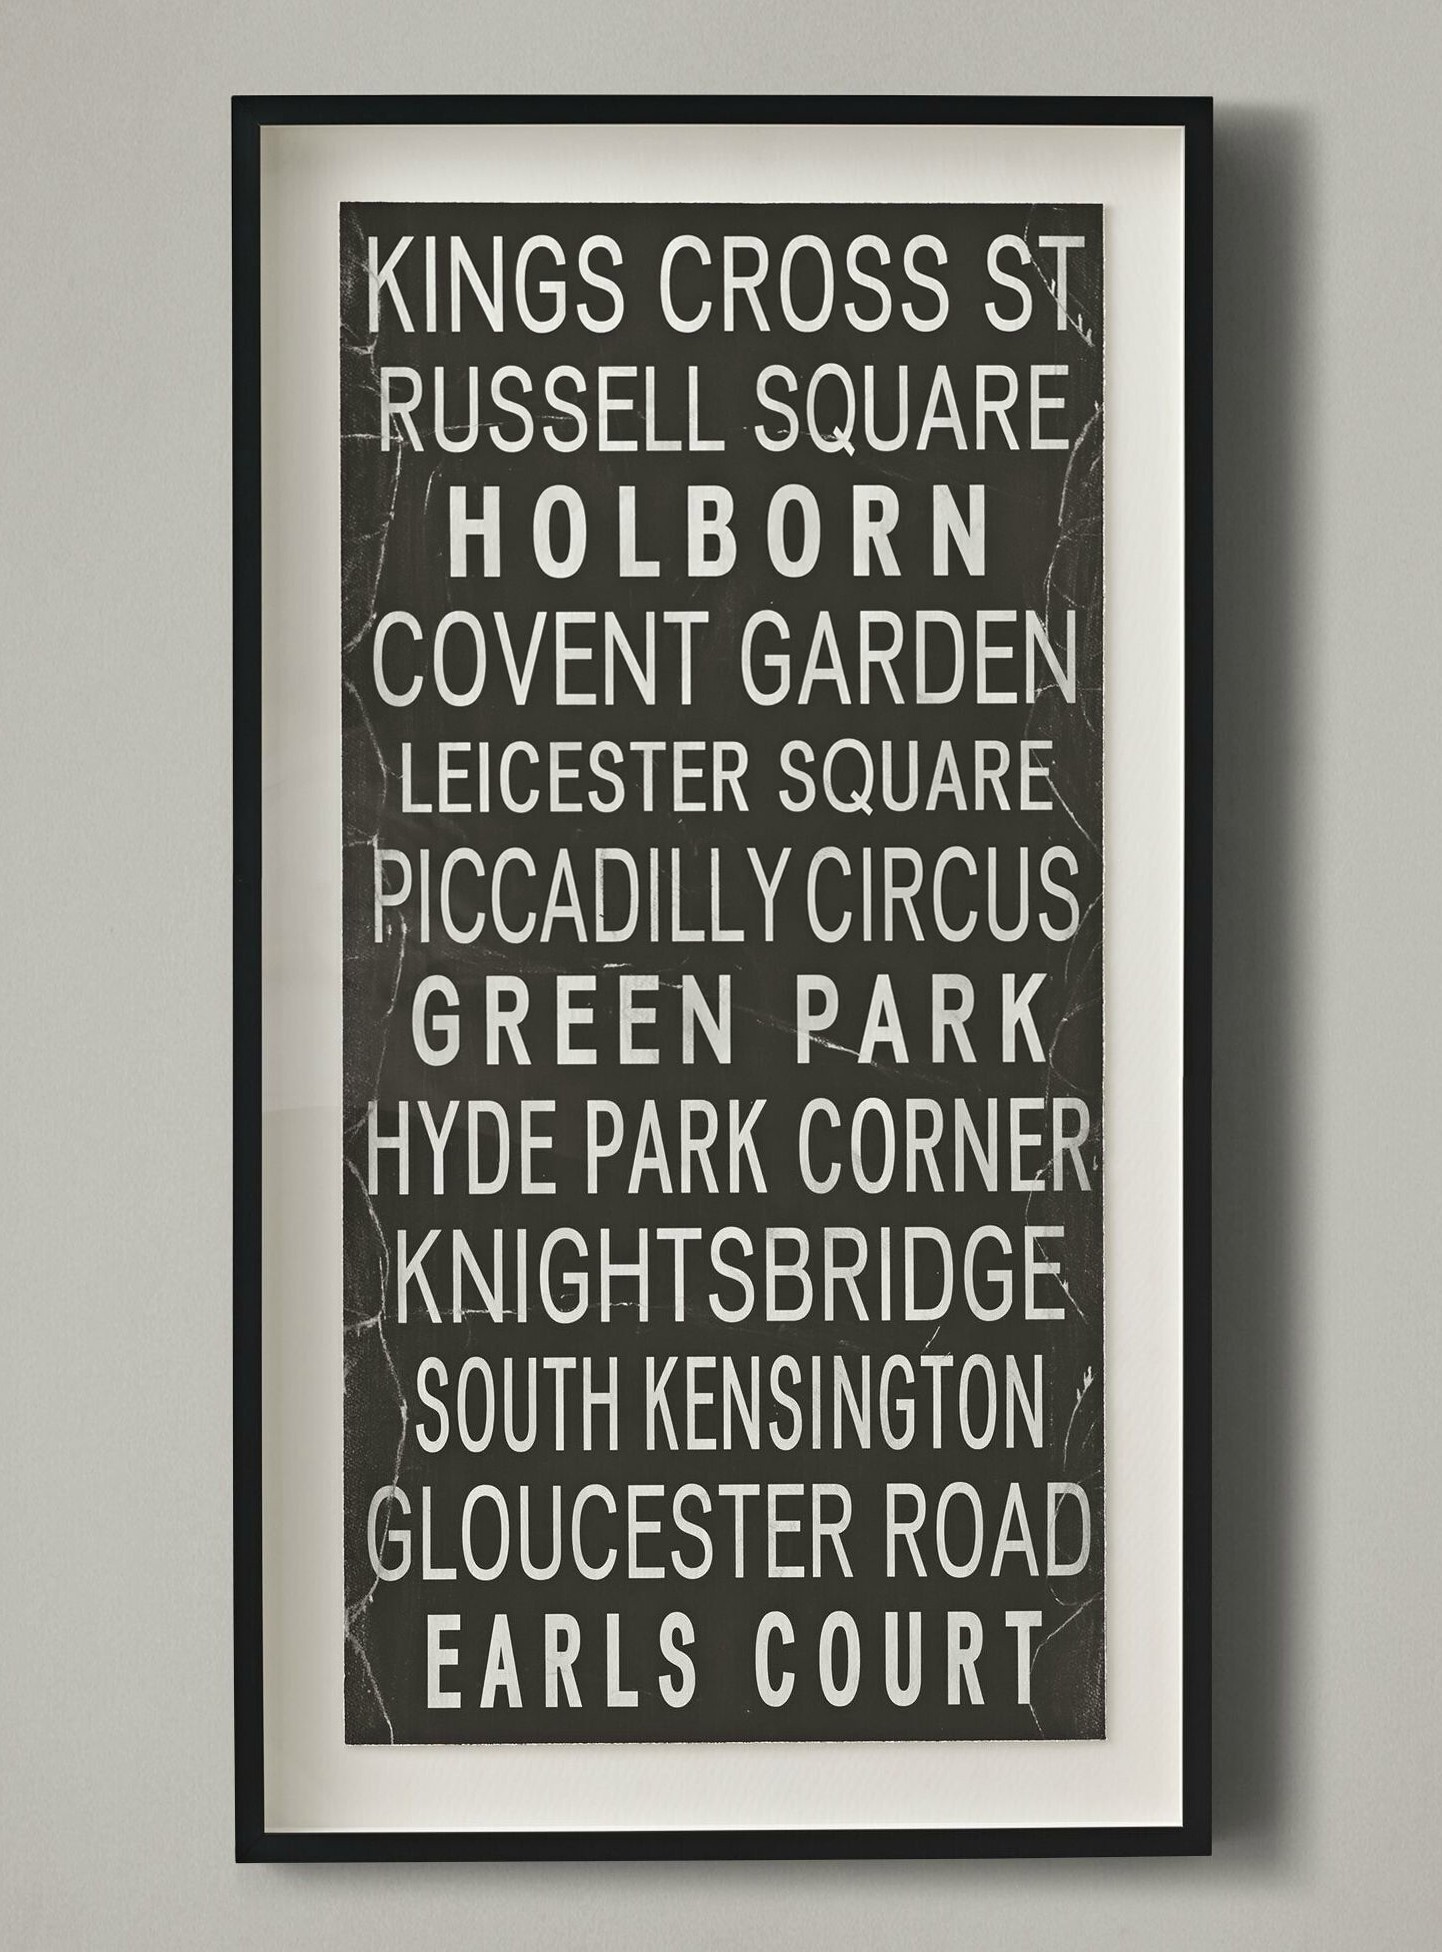 KINGS CROSS ST.
RUSSELL SQUARE
HOLBORN
COVENT GARDEN
LEICESTER SQUARE
PICCADILLY CIRCUS
GREEN PARK
HYDE PARK CORNER
KNIGHTSBRIDGE
SOUTH KENSINGTON
GLOUCESTER ROAD
EARLS COURT